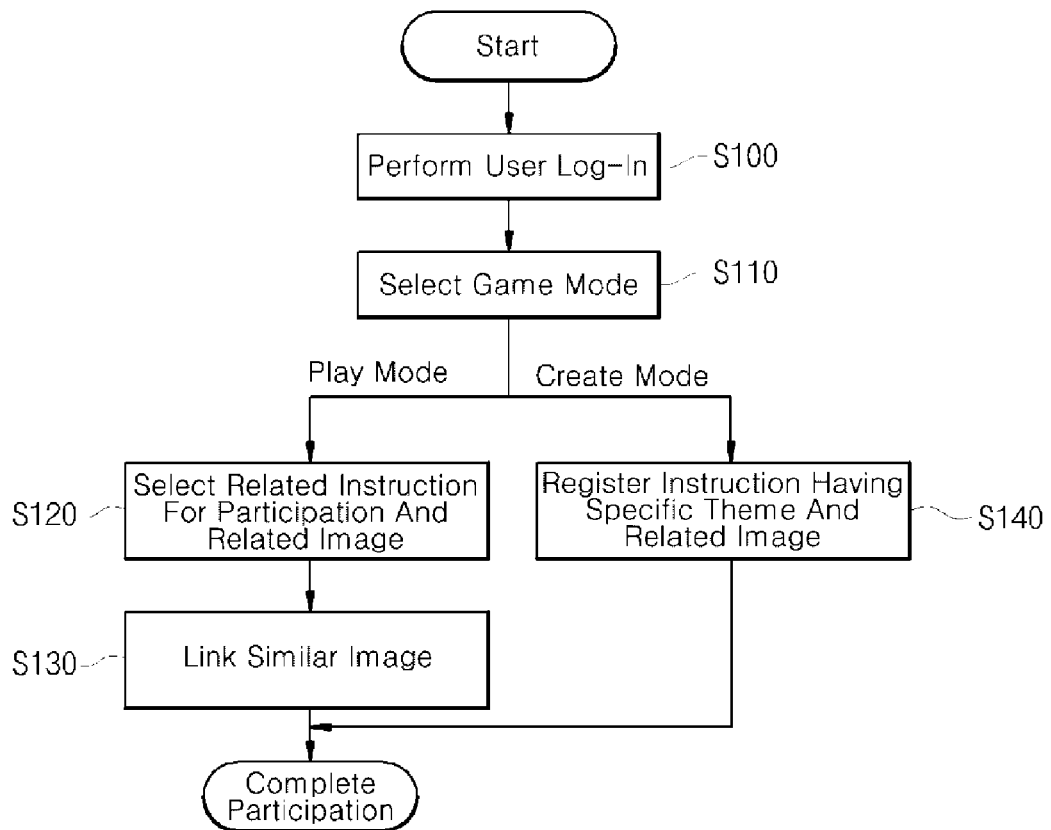 Start
Perform User Log-In
S100
Select Game Mode
S110
Play Mode
Create Mode
Select Related Instruction
For Participation And
Related Image
S120
Register Instruction Having
Specific Theme And
Related Image
S140
Link Similar Image
S130
Complete
Participation